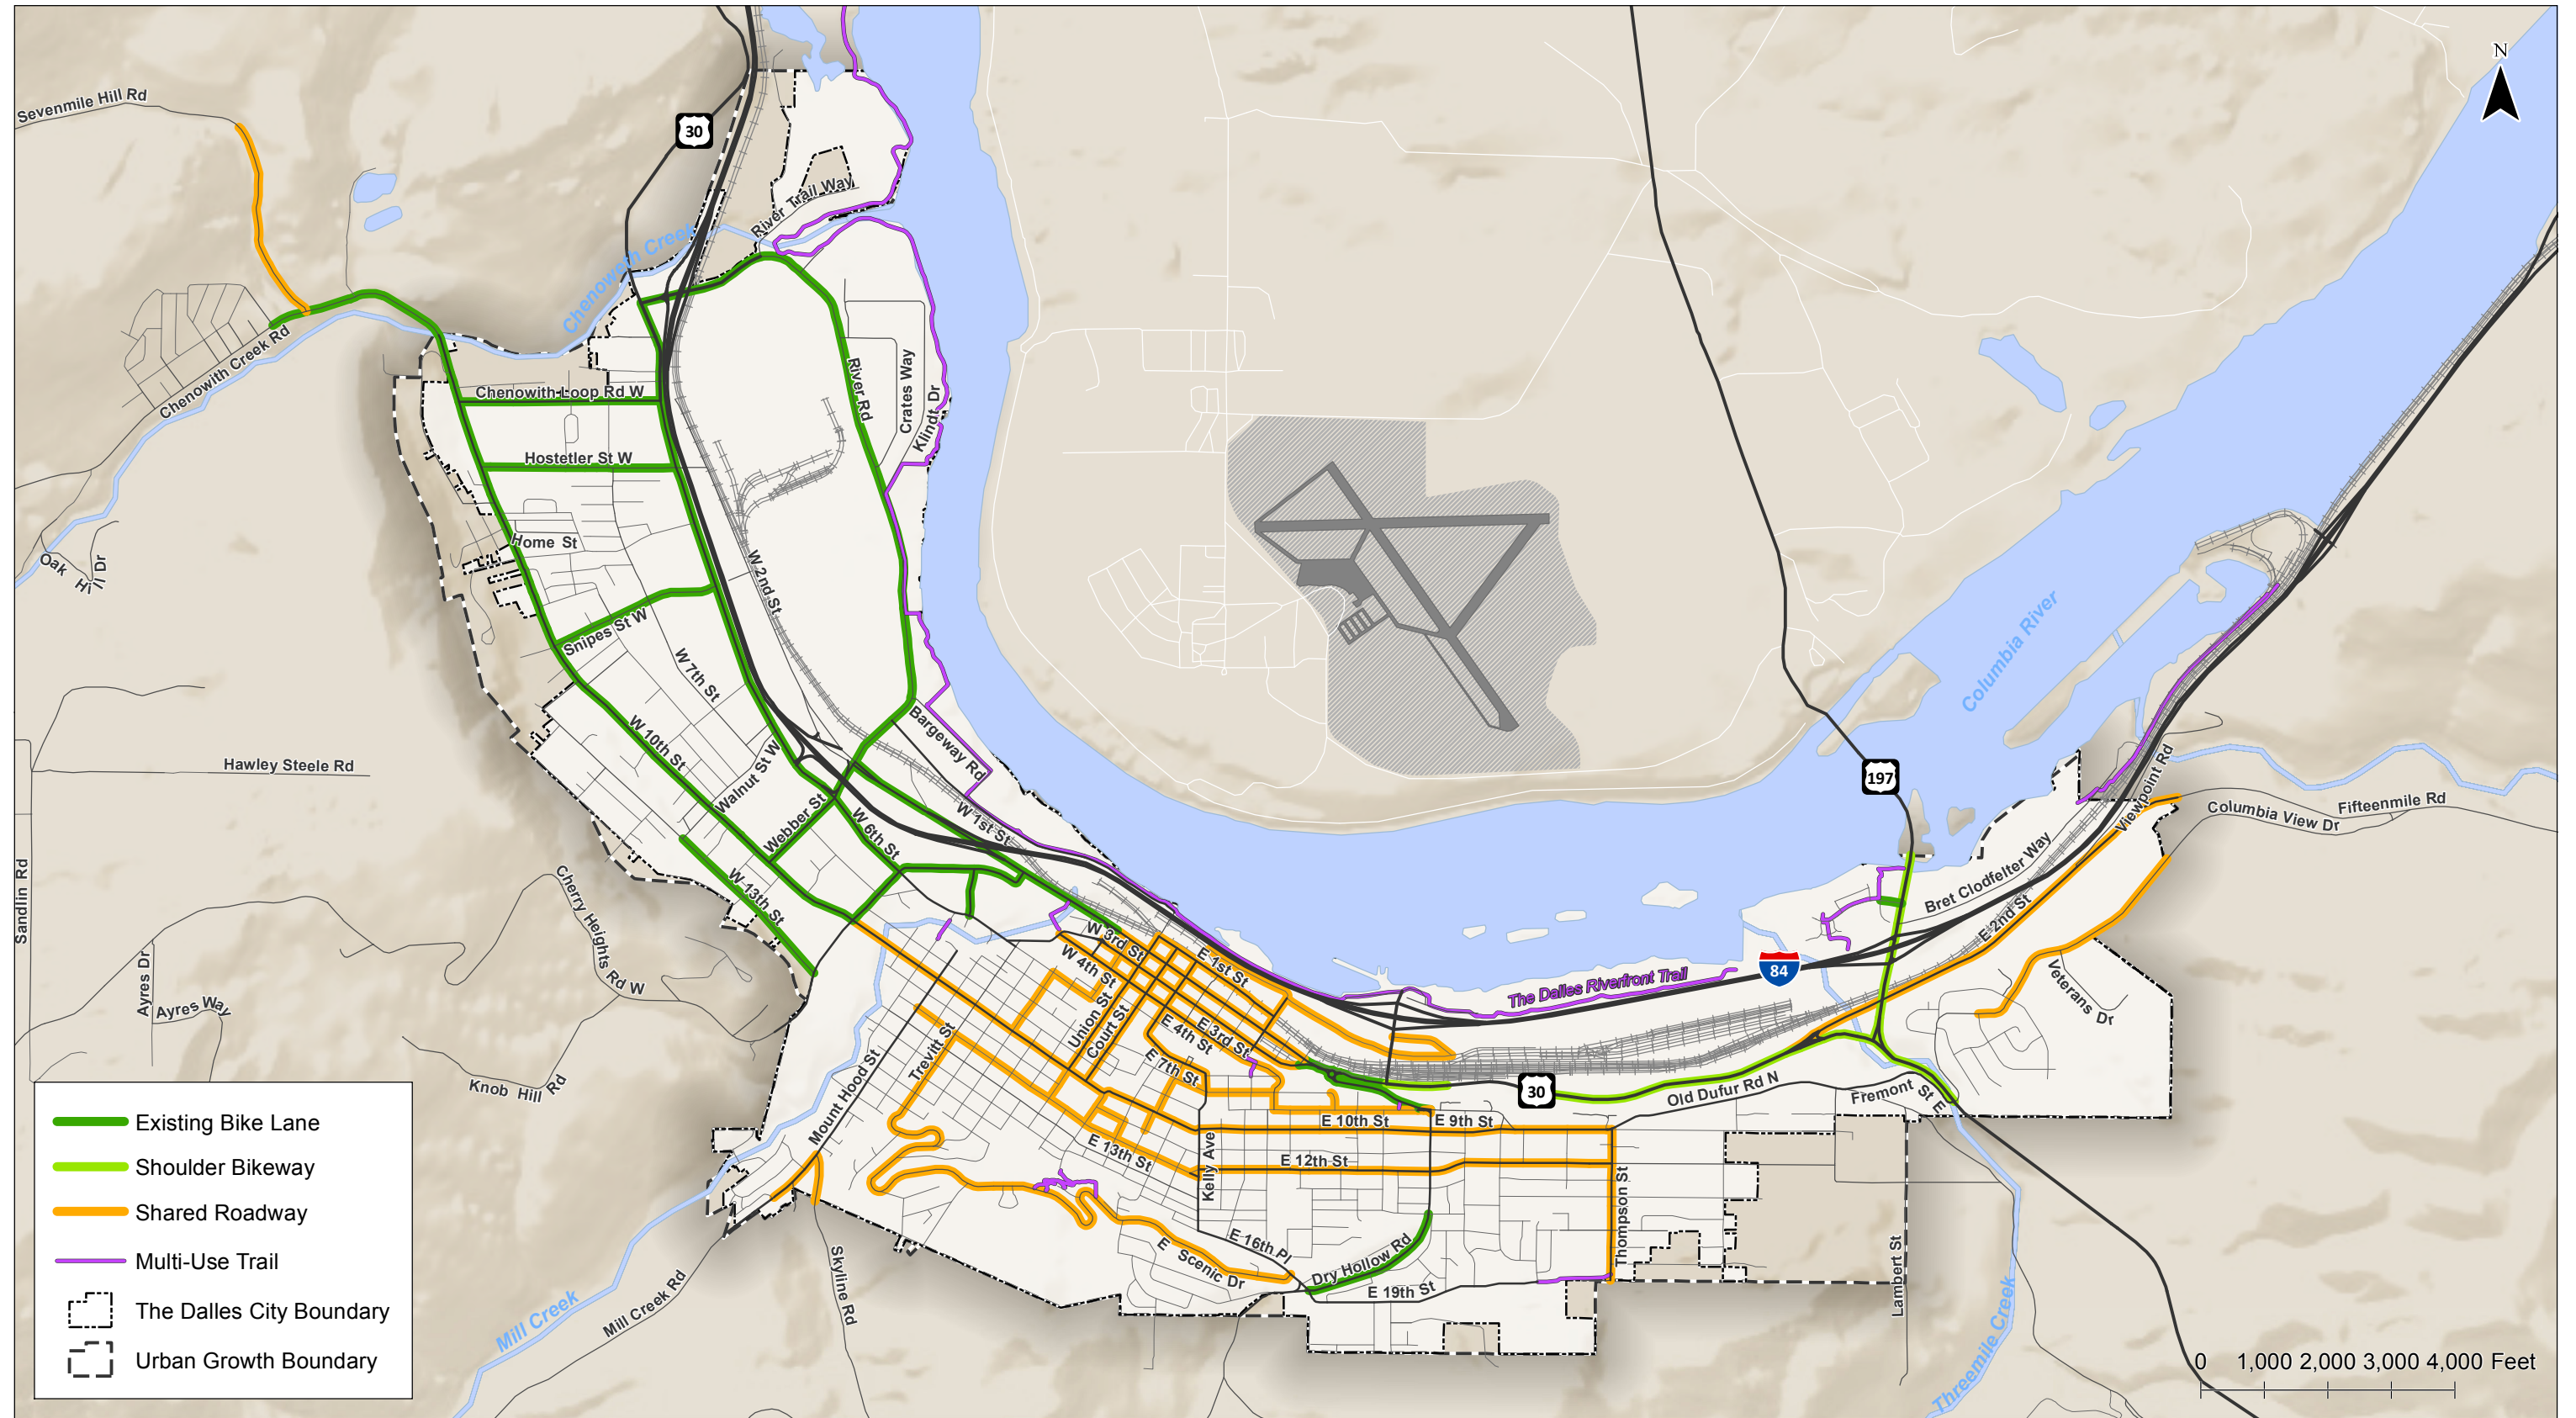 N
Sevenmile Hill Rd
30
River Trail Way
Chenoweth Creek
Chenowith Creek Rd
Chenowith Loop Rd W
River Rd
Crates Way
Klindt Dr
Hostetler St W
Home St
Oak Hill Dr
W 2nd St
Snipes St W
W 7th St
Columbia River
W 10th St
Bargeway Rd
Hawley Steele Rd
Walnut St W
197
Viewpoint Rd
Columbia View Dr
Fifteenmile Rd
Webber St
W 6th St
W 1st St
Bret Clodfelter Way
Sandlin Rd
Cherry Heights Rd W
W 13th St
W 3rd St
W 4th St
E 1st St
E 2nd St
84
The Dalles Riverfront Trail
Ayres Dr
Ayres Way
Veterans Dr
Union St
Court St
E 3rd St
E 4th St
E 7th St
Trevitt St
Mount Hood St
Knob Hill Rd
30
Old Dufur Rd N
Fremont St E
E 10th St
E 9th St
E 13th St
Kelly Ave
E 12th St
Thompson St
E 16th Pl
E Scenic Dr
Dry Hollow Rd
E 19th St
Lambert St
Skyline Rd
Mill Creek Rd
Mill Creek
Threemile Creek
Existing Bike Lane
Shoulder Bikeway
Shared Roadway
Multi-Use Trail
The Dalles City Boundary
Urban Growth Boundary
0 1,000 2,000 3,000 4,000 Feet